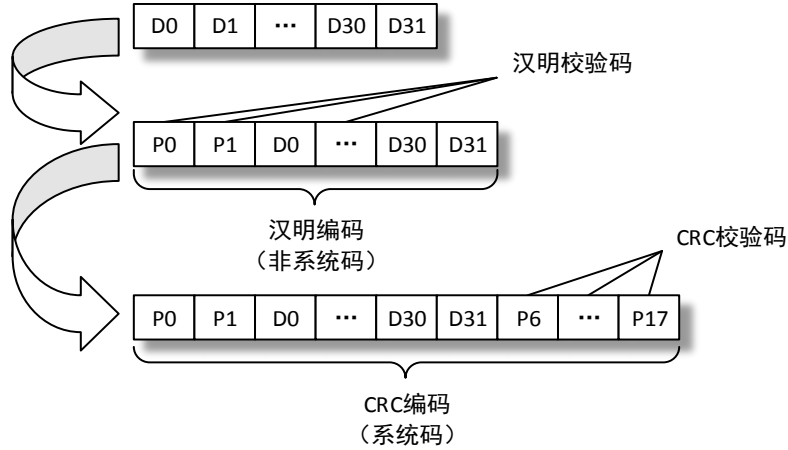 D0 D1 ··· D30 D31
汉明校验码
P0 P1 D0 ··· D30 D31
汉明编码
（非系统码）
CRC校验码
P0 P1 D0 ··· D30 D31 P6 ··· P17
CRC编码
（系统码）